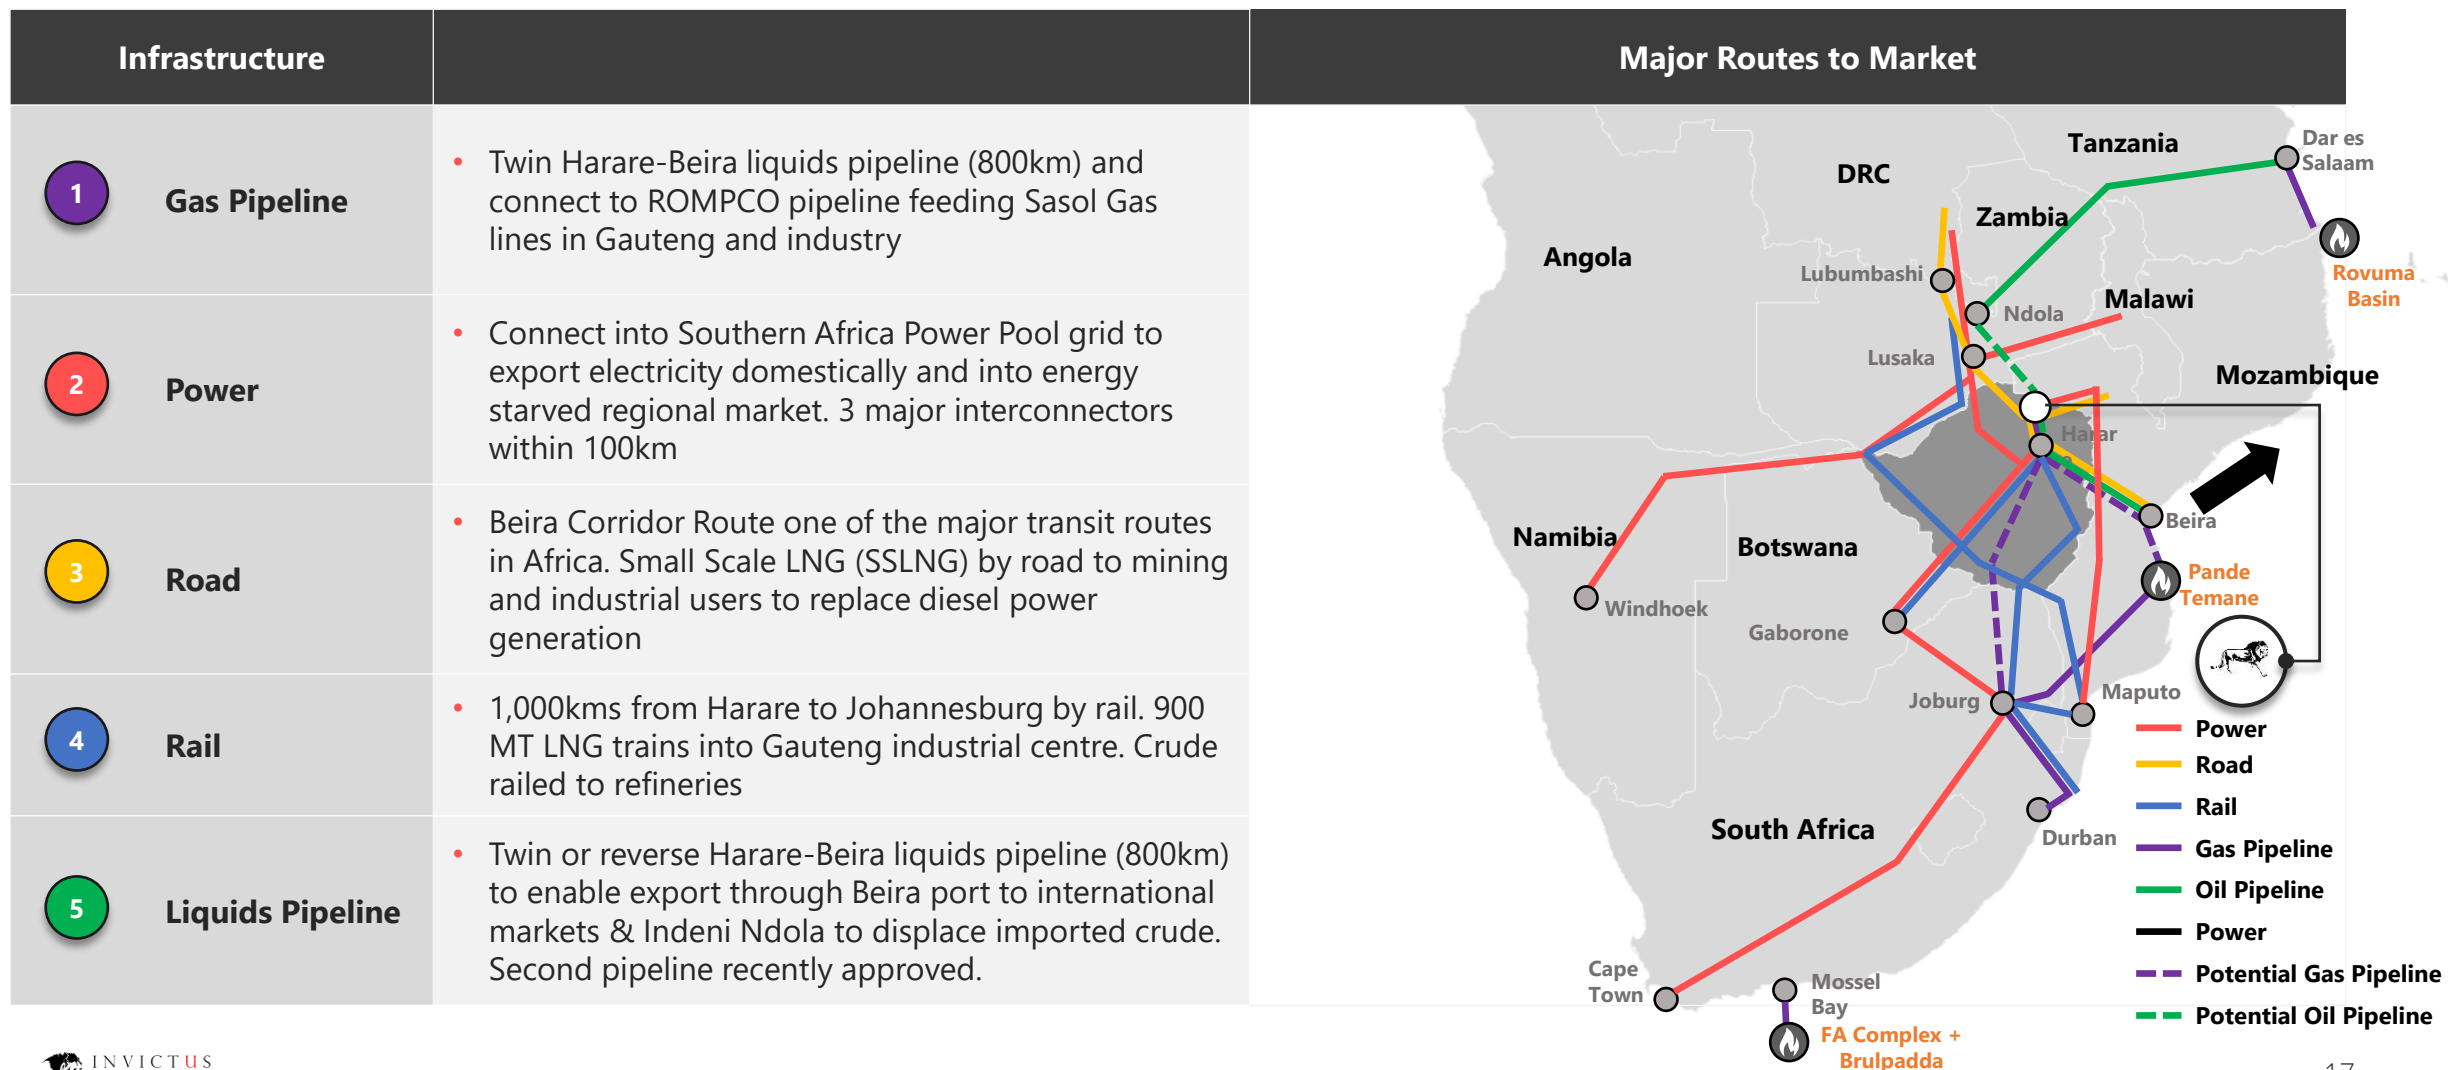 Infrastructure
Major Routes to Market
1
Gas Pipeline
• Twin Harare-Beira liquids pipeline (800km) and
connect to ROMPCO pipeline feeding Sasol Gas
lines in Gauteng and industry
2
Power
• Connect into Southern Africa Power Pool grid to
export electricity domestically and into energy
starved regional market. 3 major interconnectors
within 100km
3
Road
• Beira Corridor Route one of the major transit routes
in Africa. Small Scale LNG (SSLNG) by road to mining
and industrial users to replace diesel power
generation
4
Rail
• 1,000kms from Harare to Johannesburg by rail. 900
MT LNG trains into Gauteng industrial centre. Crude
railed to refineries
5
Liquids Pipeline
• Twin or reverse Harare-Beira liquids pipeline (800km)
to enable export through Beira port to international
markets & Indeni Ndola to displace imported crude.
Second pipeline recently approved.
Dar es
Salaam
Tanzania
DRC
Zambia
Angola
Rovuma
Basin
Lubumbashi
Malawi
Ndola
Lusaka
Mozambique
Harar
e
Beira
Namibia
Botswana
Pande
Temane
Windhoek
Gaborone
Joburg
Maputo
South Africa
Durban
Cape
Town
Mossel
Bay
FA Complex +
Brulpadda
Power
Road
Rail
Gas Pipeline
Oil Pipeline
Power
Potential Gas Pipeline
Potential Oil Pipeline
INVICTUS
17